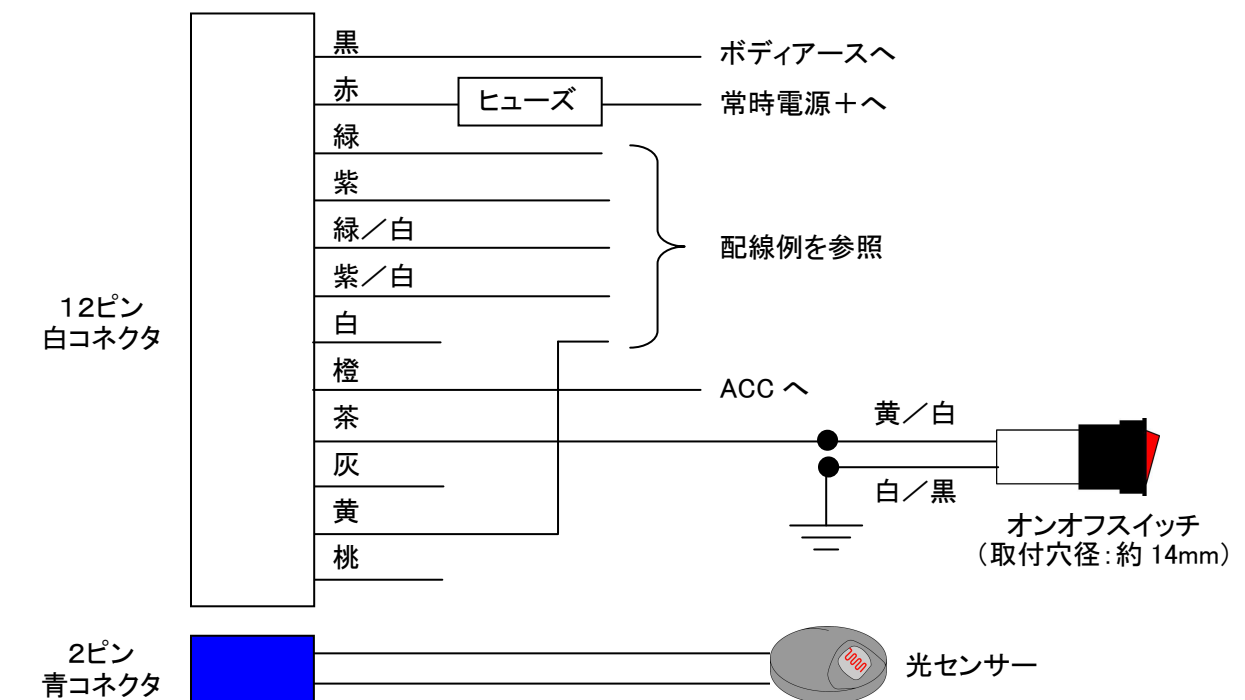 黒
ボディアースへ
赤
ヒューズ
常時電源＋へ
緑
紫
緑／白
配線例を参照
紫／白
12ピン
白コネクタ
白
橙
ACC へ
茶
黄／白
灰
白／黒
黄
オンオフスイッチ
（取付穴径：約 14mm）
桃
2ピン
青コネクタ
光センサー